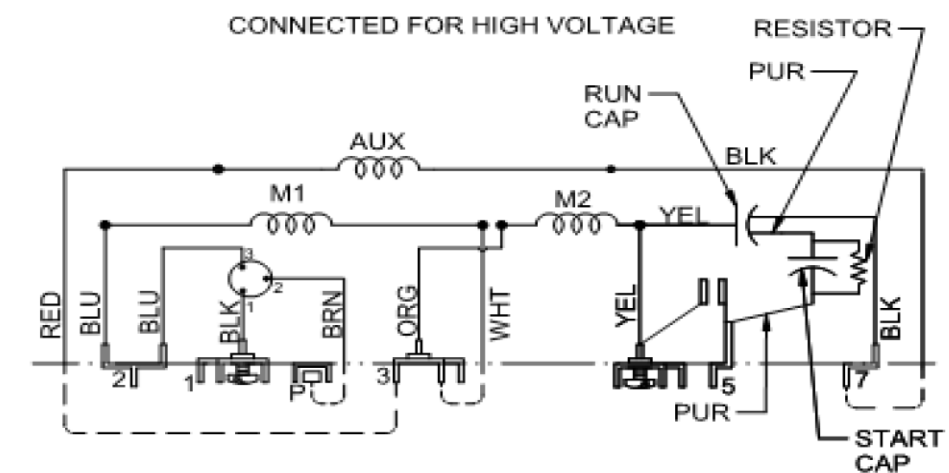 CONNECTED FOR HIGH VOLTAGE
RESISTOR
PUR
RUN
CAP
AUX
BLK
M1
M2
YEL
3
2
1
RED
BLU
BLU
BLK
BRN
ORG
WHT
YEL
BLK
2
1
P
3
5
7
PUR
START
CAP